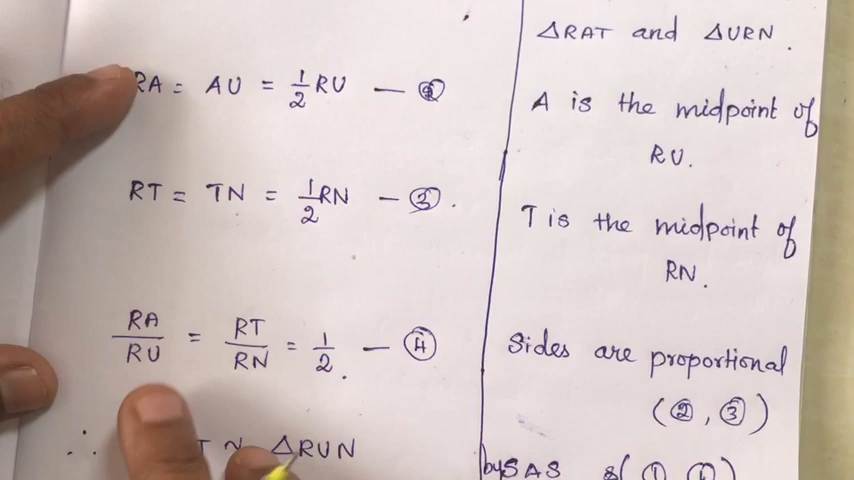 ΔRAT and ΔURN.
RA = AU = 1/2 RU — ②
A is the midpoint of
RU.
RT = TN = 1/2 RN — ③.
T is the midpoint of
RN.
RA/RU = RT/RN = 1/2. — ④
Sides are proportional
(②, ③)
∴ T ~ ΔRUN
by SAS ①, ④)